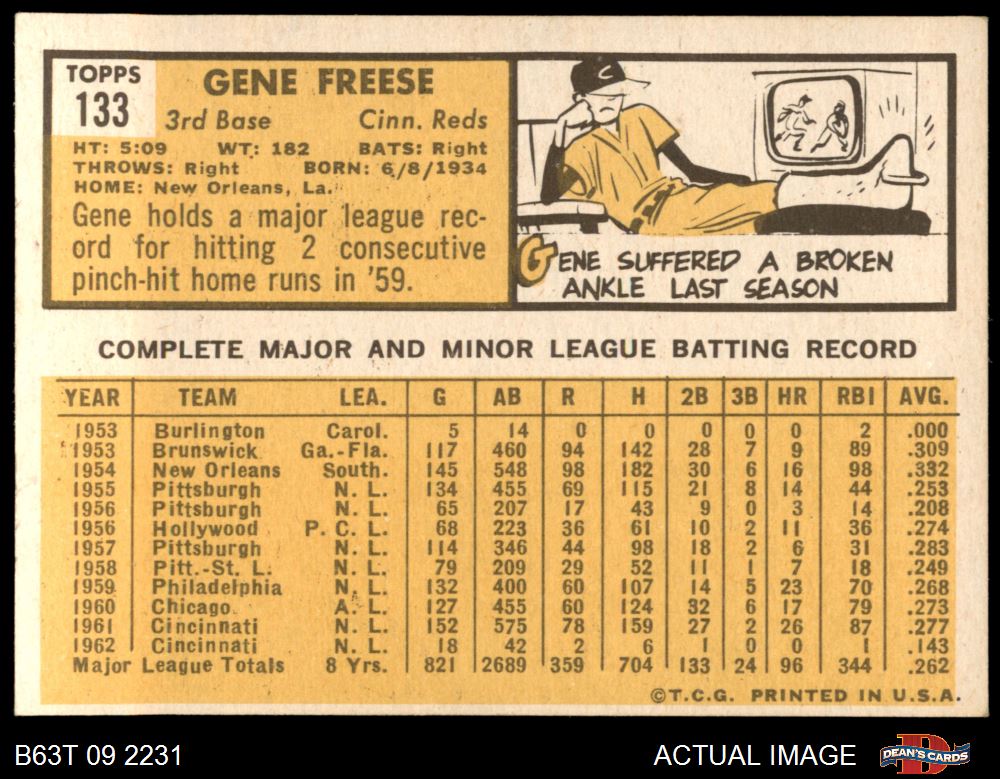 TOPPS
133
GENE FREESE
3rd Base Cinn. Reds
HT: 5:09 WT: 182 BATS: Right
THROWS: Right BORN: 6/8/1934
HOME: New Orleans, La.
Gene holds a major league rec-
ord for hitting 2 consecutive
pinch-hit home runs in '59.
C
GENE SUFFERED A BROKEN
ANKLE LAST SEASON
COMPLETE MAJOR AND MINOR LEAGUE BATTING RECORD
YEAR TEAM LEA. G AB R H 2B 3B HR RBI AVG.
1953 Burlington Carol. 5 14 0 0 0 0 0 2 .000
1953 Brunswick Ga.-Fla. 117 460 94 142 28 7 9 89 .309
1954 New Orleans South. 145 548 98 182 30 6 16 98 .332
1955 Pittsburgh N. L. 134 455 69 115 21 8 14 44 .253
1956 Pittsburgh N. L. 65 207 17 43 9 0 3 14 .208
1956 Hollywood P. C. L. 68 223 36 61 10 2 11 36 .274
1957 Pittsburgh N. L. 114 346 44 98 18 2 6 31 .283
1958 Pitt.-St. L. N. L. 79 209 29 52 11 1 7 18 .249
1959 Philadelphia N. L. 132 400 60 107 14 5 23 70 .268
1960 Chicago A. L. 127 455 60 124 32 6 17 79 .273
1961 Cincinnati N. L. 152 575 78 159 27 2 26 87 .277
1962 Cincinnati N. L. 18 42 2 6 1 0 0 1 .143
Major League Totals 8 Yrs. 821 2689 359 704 133 24 96 344 .262
©T.C.G. PRINTED IN U.S.A.
B63T 09 2231 ACTUAL IMAGE DEAN'S CARDS